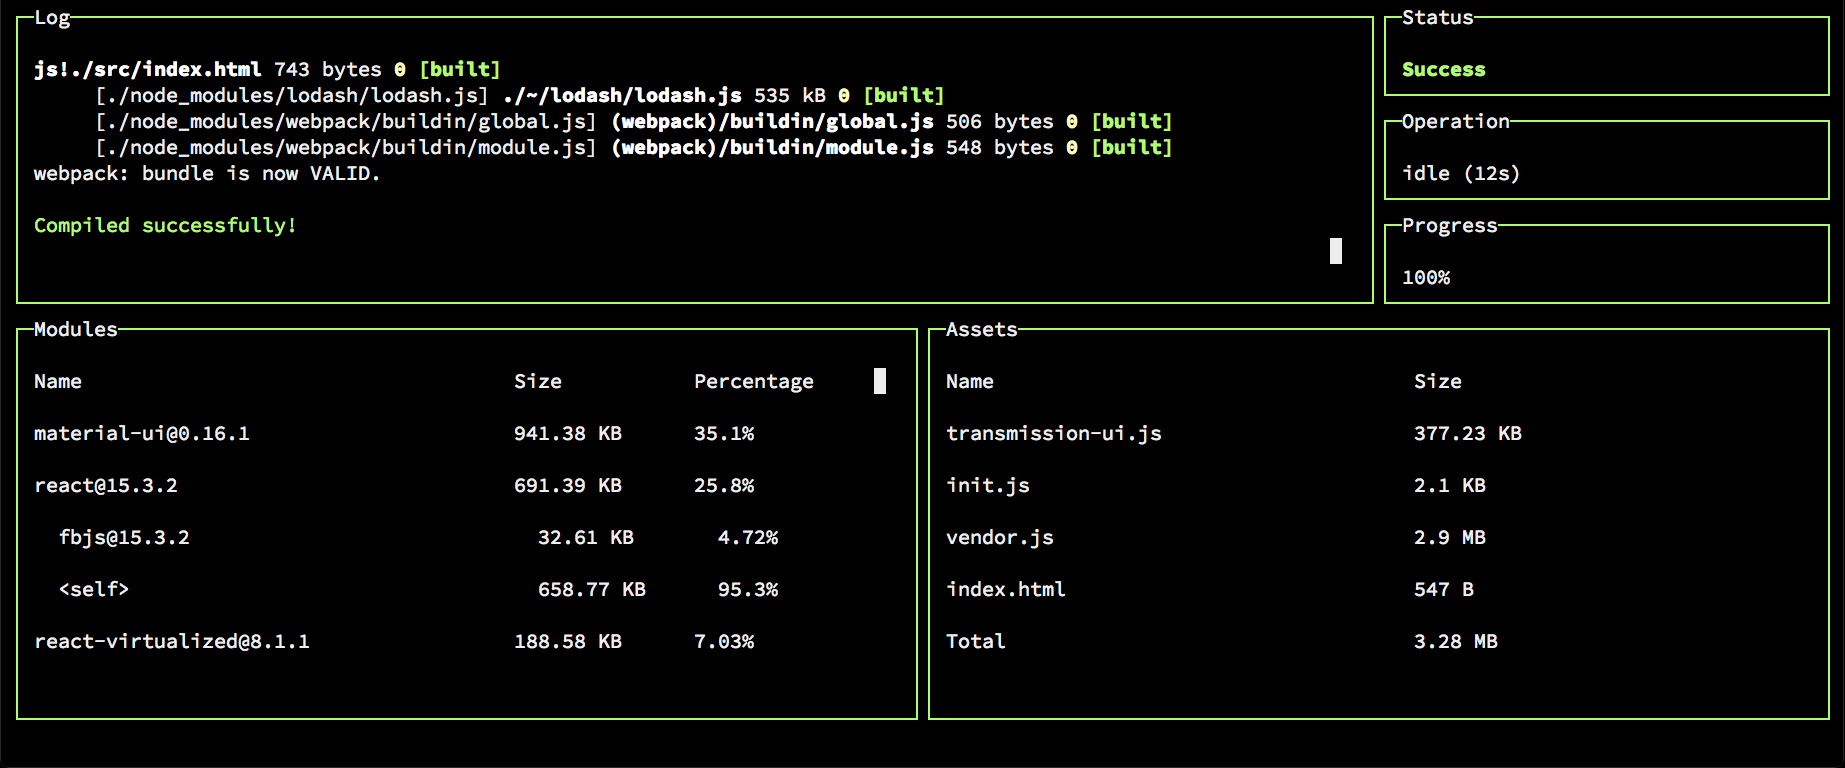 Log
js!./src/index.html 743 bytes 0 [built]
[./node_modules/lodash/lodash.js] ./~/lodash/lodash.js 535 kB 0 [built]
[./node_modules/webpack/buildin/global.js] (webpack)/buildin/global.js 506 bytes 0 [built]
[./node_modules/webpack/buildin/module.js] (webpack)/buildin/module.js 548 bytes 0 [built]
webpack: bundle is now VALID.
Compiled successfully!
Status
Success
Operation
idle (12s)
Progress
100%
Modules
Name Size Percentage
material-ui@0.16.1 941.38 KB 35.1%
react@15.3.2 691.39 KB 25.8%
fbjs@15.3.2 32.61 KB 4.72%
<self> 658.77 KB 95.3%
react-virtualized@8.1.1 188.58 KB 7.03%
Assets
Name Size
transmission-ui.js 377.23 KB
init.js 2.1 KB
vendor.js 2.9 MB
index.html 547 B
Total 3.28 MB